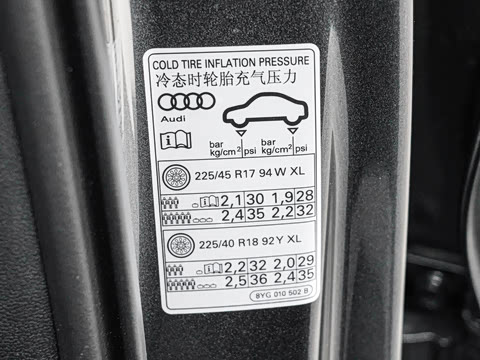 COLD TIRE INFLATION PRESSURE
冷态时轮胎充气压力
Audi
bar kg/cm² psi bar kg/cm² psi
225/45 R17 94 W XL
2,1 30 1,9 28
2,4 35 2,2 32
225/40 R18 92Y XL
2,2 32 2,0 29
2,5 36 2,4 35
8YG 010 502 B